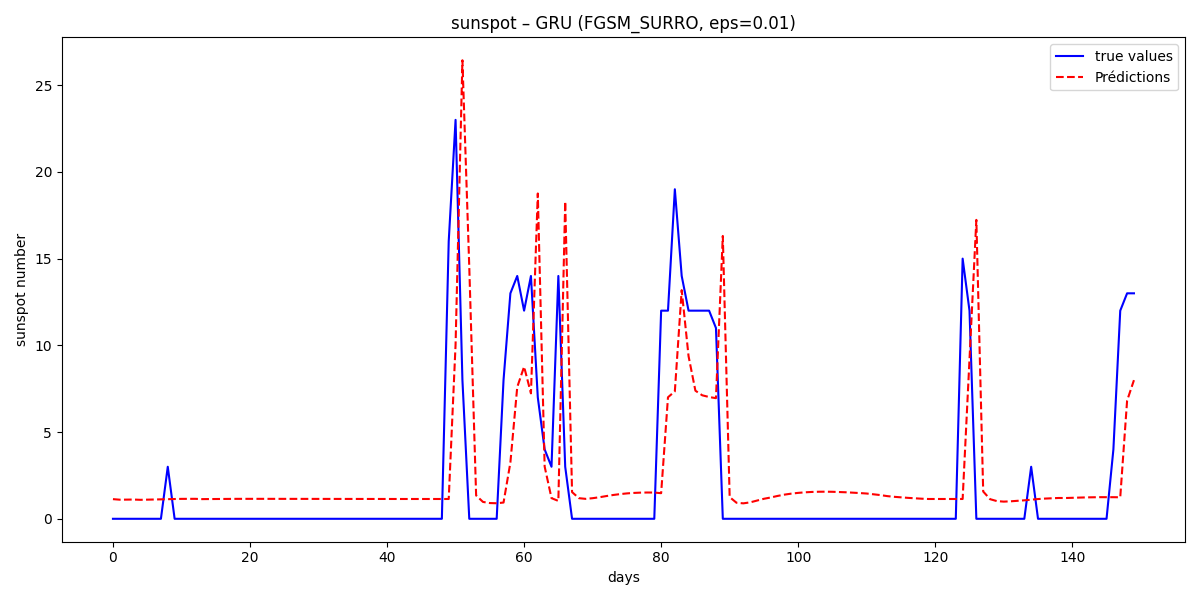 sunspot – GRU (FGSM_SURRO, eps=0.01)
true values
Prédictions
sunspot number
25
20
15
10
5
0
0 20 40 60 80 100 120 140
days